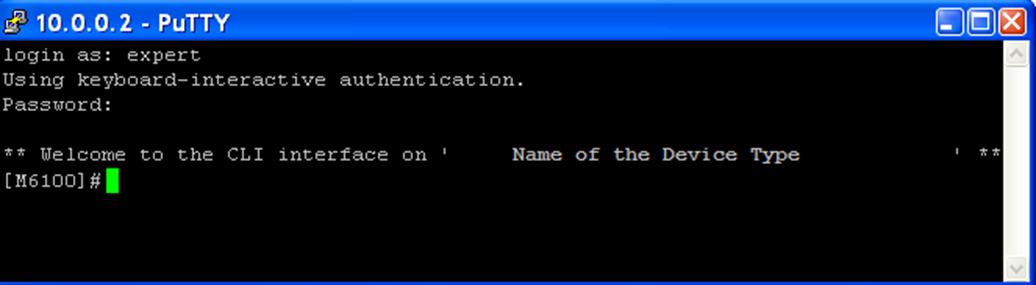 10.0.0.2 - PuTTY
login as: expert
Using keyboard-interactive authentication.
Password:
** Welcome to the CLI interface on ' Name of the Device Type ' **
[M6100]#